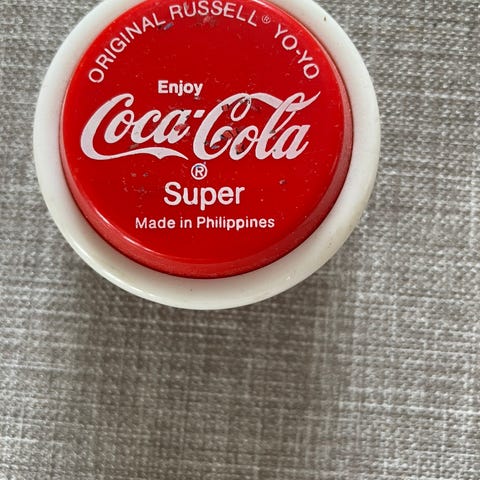 ORIGINAL RUSSELL® YO-YO
Enjoy
Coca-Cola
®
Super
Made in Philippines